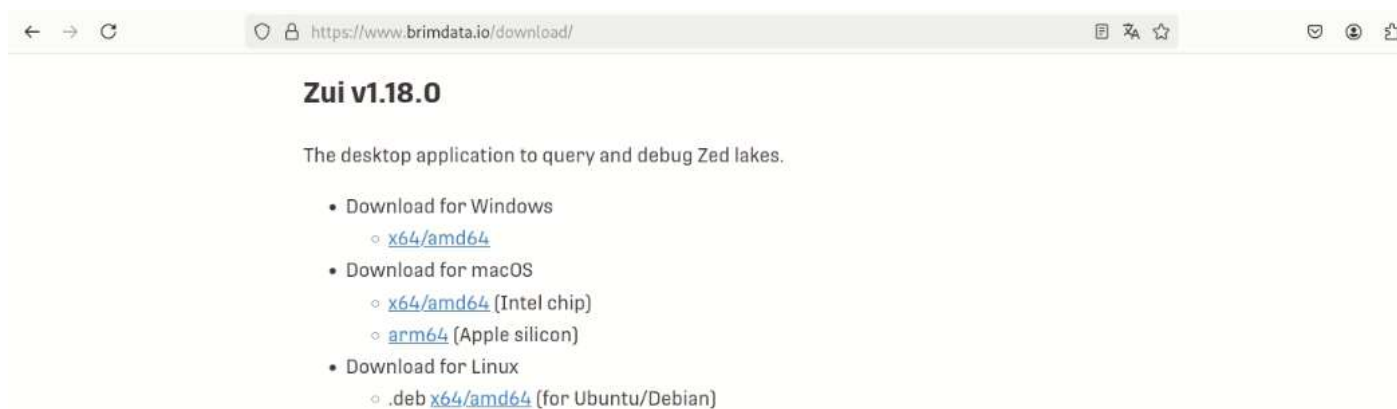 https://www.brimdata.io/download/
Zui v1.18.0
The desktop application to query and debug Zed lakes.
• Download for Windows
◦ x64/amd64
• Download for macOS
◦ x64/amd64 (Intel chip)
◦ arm64 (Apple silicon)
• Download for Linux
◦ .deb x64/amd64 (for Ubuntu/Debian)